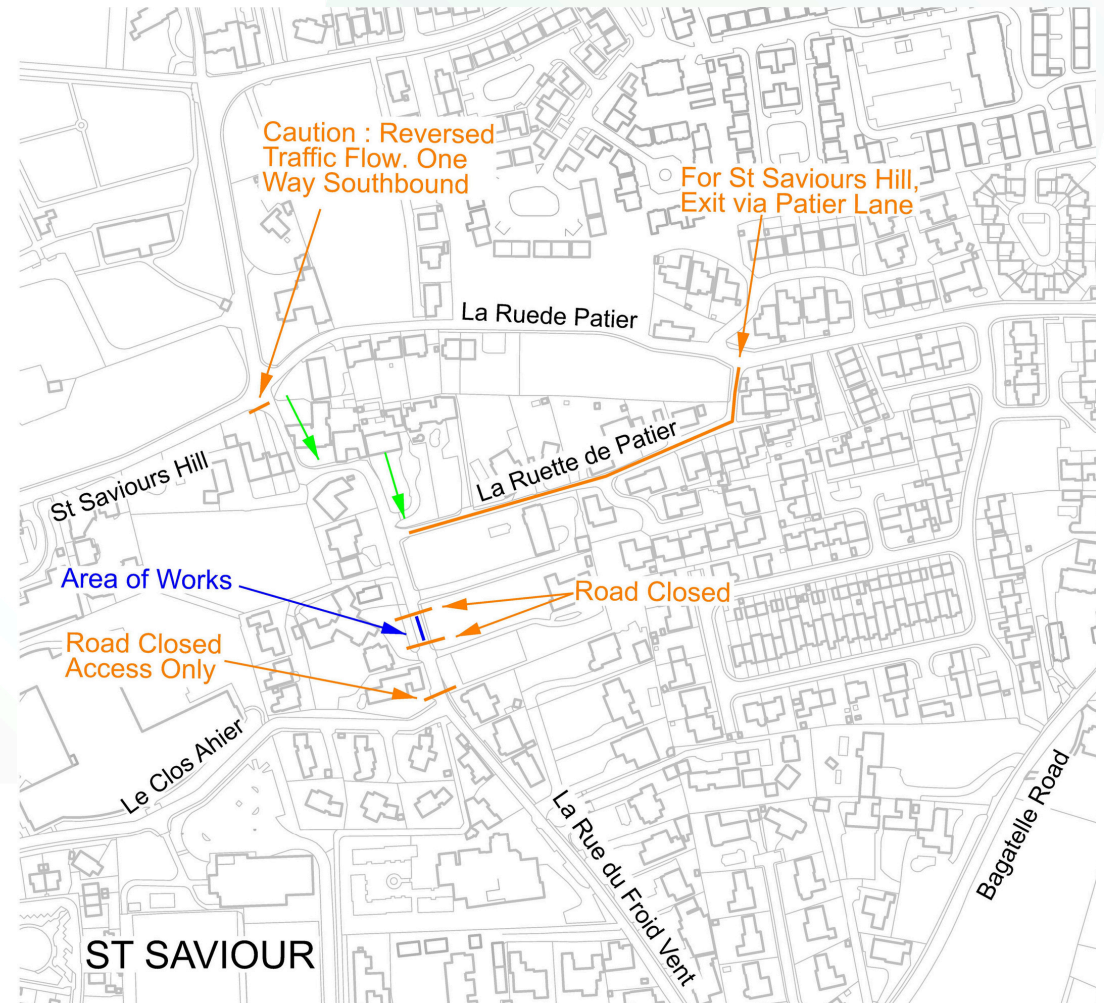 Caution : Reversed
Traffic Flow. One
Way Southbound
For St Saviours Hill,
Exit via Patier Lane
La Ruede Patier
La Ruette de Patier
St Saviours Hill
Area of Works
Road Closed
Road Closed
Access Only
Le Clos Ahier
La Rue du Froid Vent
Bagatelle Road
ST SAVIOUR